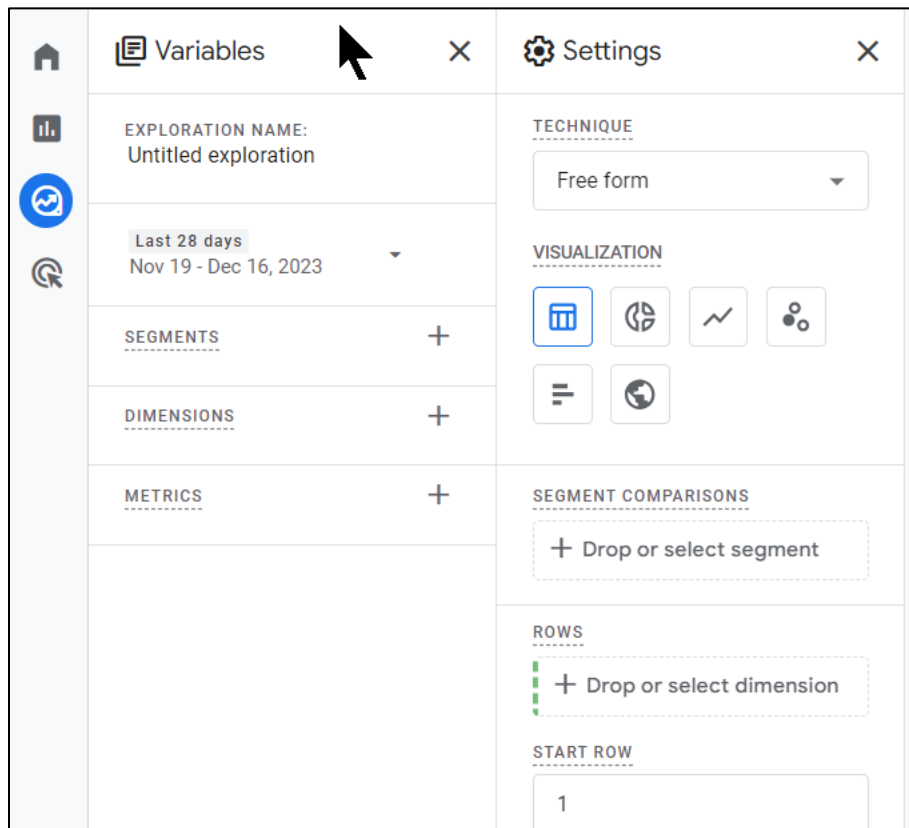 Variables
EXPLORATION NAME:
Untitled exploration
Last 28 days
Nov 19 - Dec 16, 2023
SEGMENTS
DIMENSIONS
METRICS
Settings
TECHNIQUE
Free form
VISUALIZATION
SEGMENT COMPARISONS
Drop or select segment
ROWS
Drop or select dimension
START ROW
1